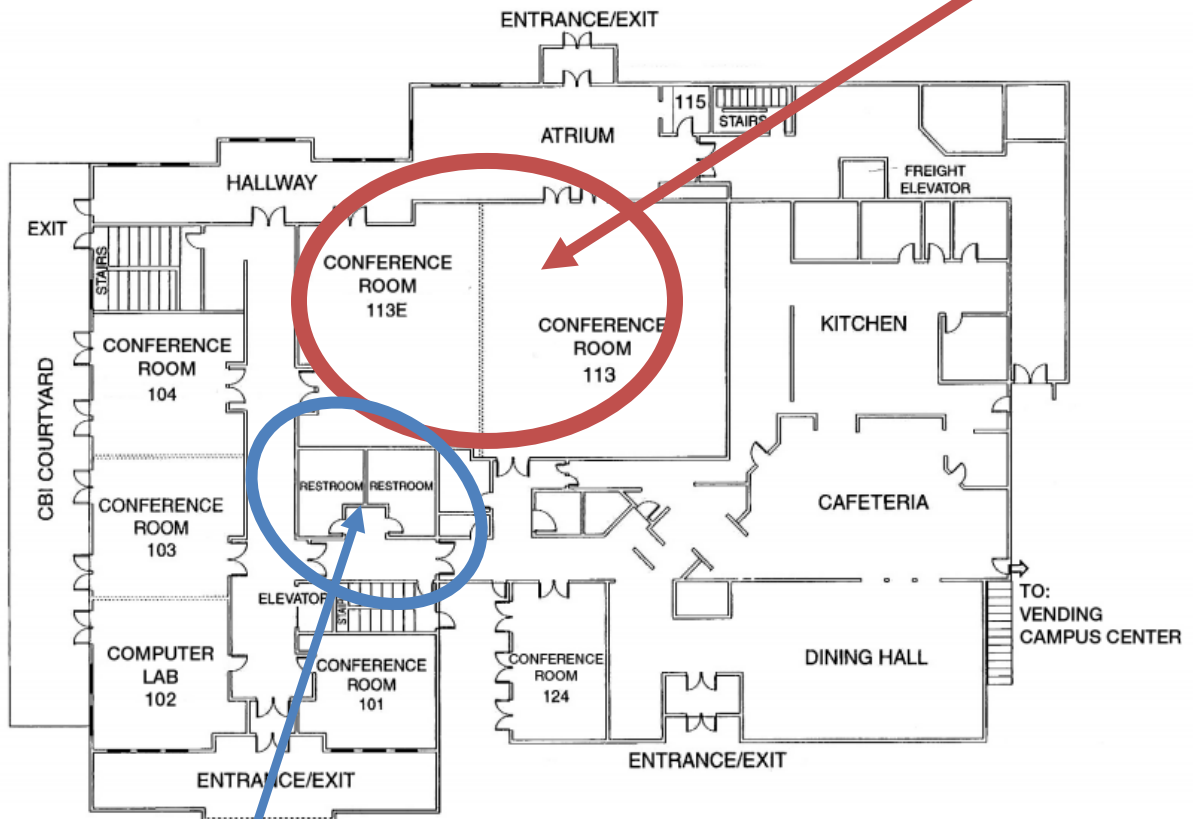 ENTRANCE/EXIT
115
STAIRS
ATRIUM
HALLWAY
FREIGHT
ELEVATOR
EXIT
STAIRS
CONFERENCE
ROOM
113E
CONFERENCE
ROOM
113
KITCHEN
CONFERENCE
ROOM
104
CBI COURTYARD
RESTROOM
RESTROOM
CAFETERIA
CONFERENCE
ROOM
103
ELEVATOR
TO:
VENDING
CAMPUS CENTER
COMPUTER
LAB
102
CONFERENCE
ROOM
101
CONFERENCE
ROOM
124
DINING HALL
ENTRANCE/EXIT
ENTRANCE/EXIT